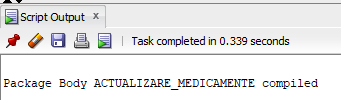 Script Output x
Task completed in 0.339 seconds
Package Body ACTUALIZARE_MEDICAMENTE compiled